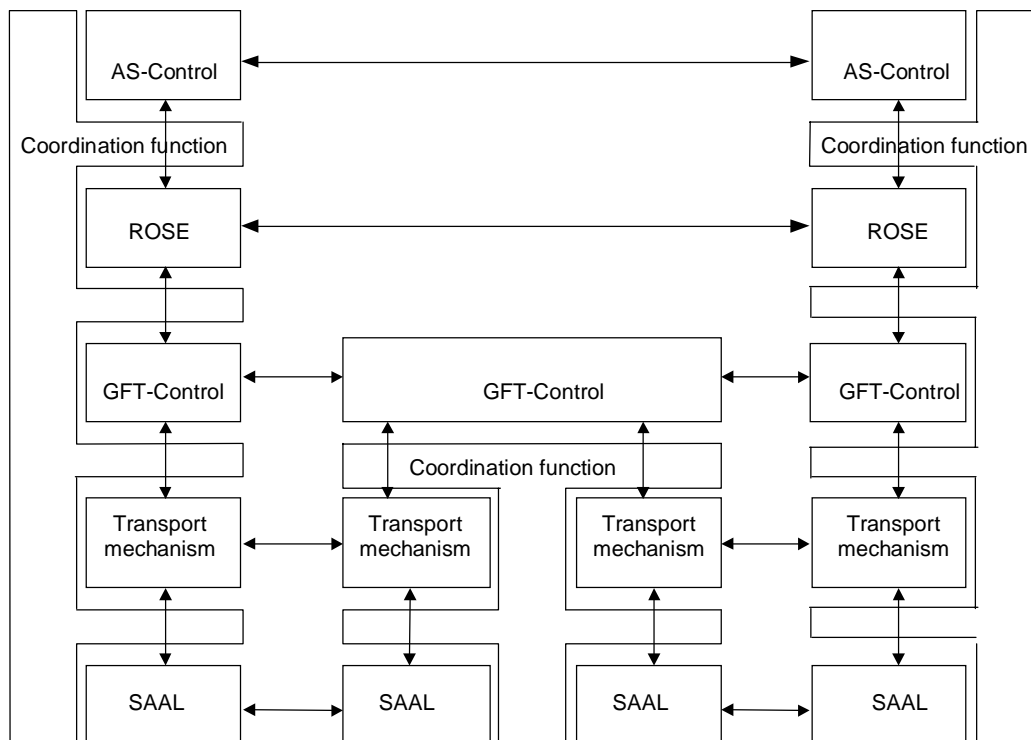 AS-Control
AS-Control
Coordination function
Coordination function
ROSE
ROSE
GFT-Control
GFT-Control
GFT-Control
Coordination function
Transport
mechanism
Transport
mechanism
Transport
mechanism
Transport
mechanism
SAAL
SAAL
SAAL
SAAL